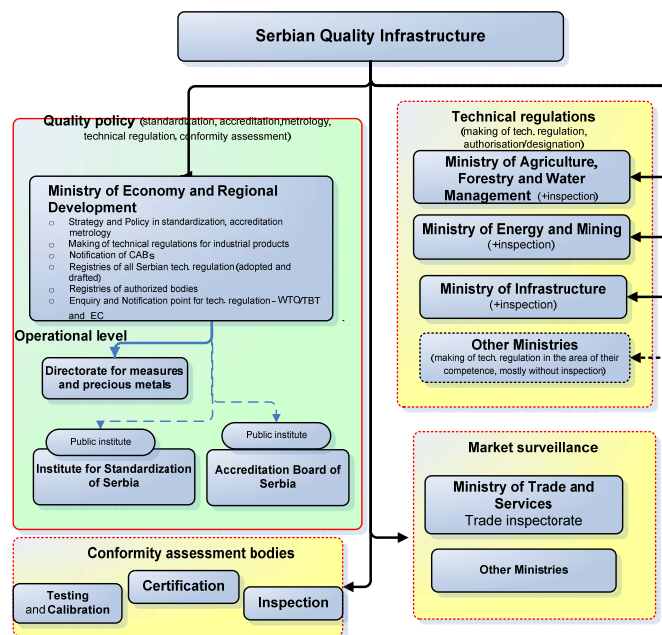 Serbian Quality Infrastructure
Quality policy (standardization, accreditation,metrology,
technical regulation, conformity assessment)
Ministry of Economy and Regional
Development
o Strategy and Policy in standardization, accreditation
metrology
o Making of technical regulations for industrial products
o Notification of CABs
o Registries of all Serbian tech. regulation (adopted and
drafted)
o Registries of authorized bodies
o Enquiry and Notification point for tech. regulation – WTO/TBT
and EC
Operational level
Directorate for measures
and precious metals
Public institute
Institute for Standardization
of Serbia
Public institute
Accreditation Board of
Serbia
Technical regulations
(making of tech. regulation,
authorisation/designation)
Ministry of Agriculture,
Forestry and Water
Management (+inspection)
Ministry of Energy and Mining
(+inspection)
Ministry of Infrastructure
(+inspection)
Other Ministries
(making of tech. regulation in the area of their
competence, mostly without inspection)
Market surveillance
Ministry of Trade and
Services
Trade inspectorate
Other Ministries
Conformity assessment bodies
Testing
and Calibration
Certification
Inspection